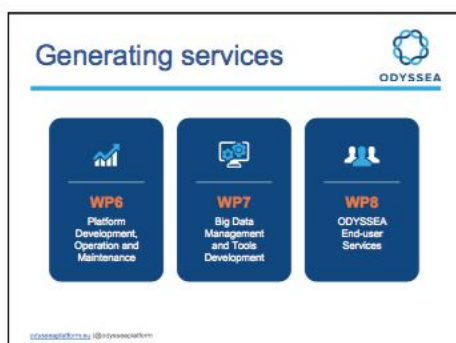 Generating services
ODYSSEA
WP6
Platform
Development,
Operation and
Maintenance
WP7
Big Data
Management
and Tools
Development
WP8
ODYSSEA
End-user
Services
odysseaplatform.eu |@odysseaplatform